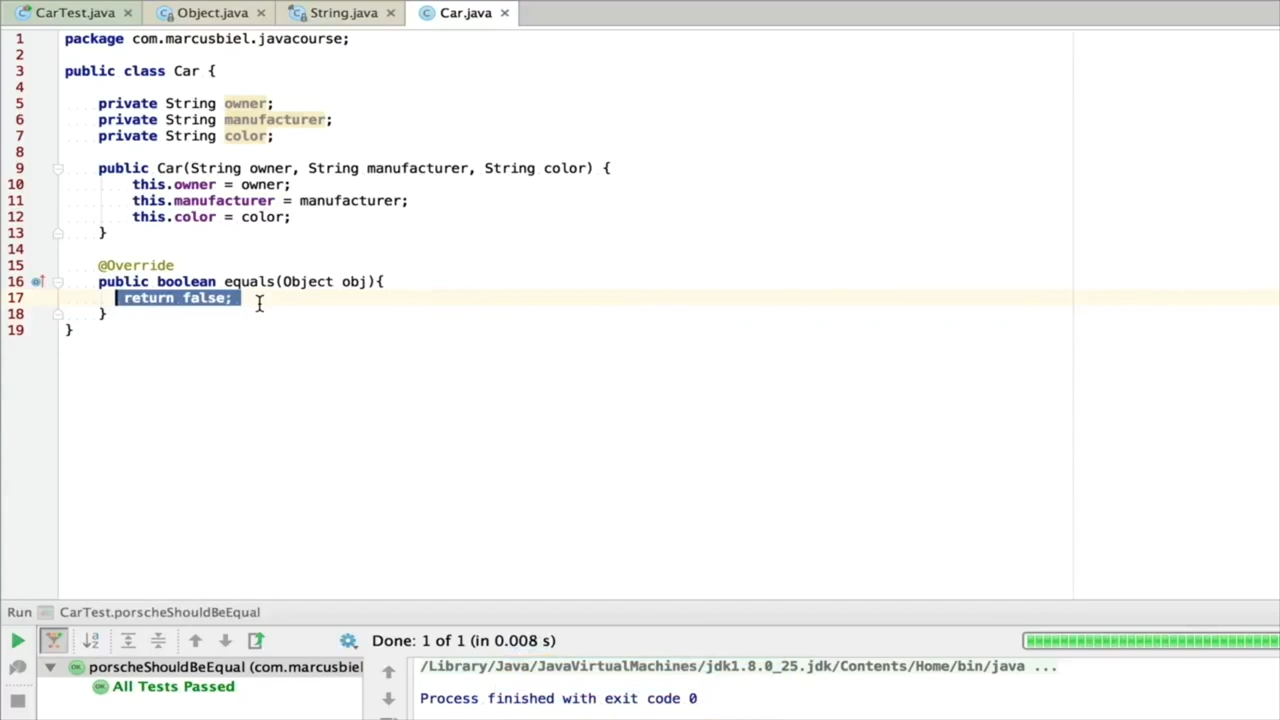 CarTest.java × Object.java × String.java × Car.java ×
1 package com.marcusbiel.javacourse;
2
3 public class Car {
4
5 private String owner;
6 private String manufacturer;
7 private String color;
8
9 public Car(String owner, String manufacturer, String color) {
10 this.owner = owner;
11 this.manufacturer = manufacturer;
12 this.color = color;
13 }
14
15 @Override
16 public boolean equals(Object obj){
17 return false;
18 }
19 }
Run CarTest.porscheShouldBeEqual
Done: 1 of 1 (in 0.008 s)
porscheShouldBeEqual (com.marcusbiel
/Library/Java/JavaVirtualMachines/jdk1.8.0_25.jdk/Contents/Home/bin/java ...
OK All Tests Passed
Process finished with exit code 0